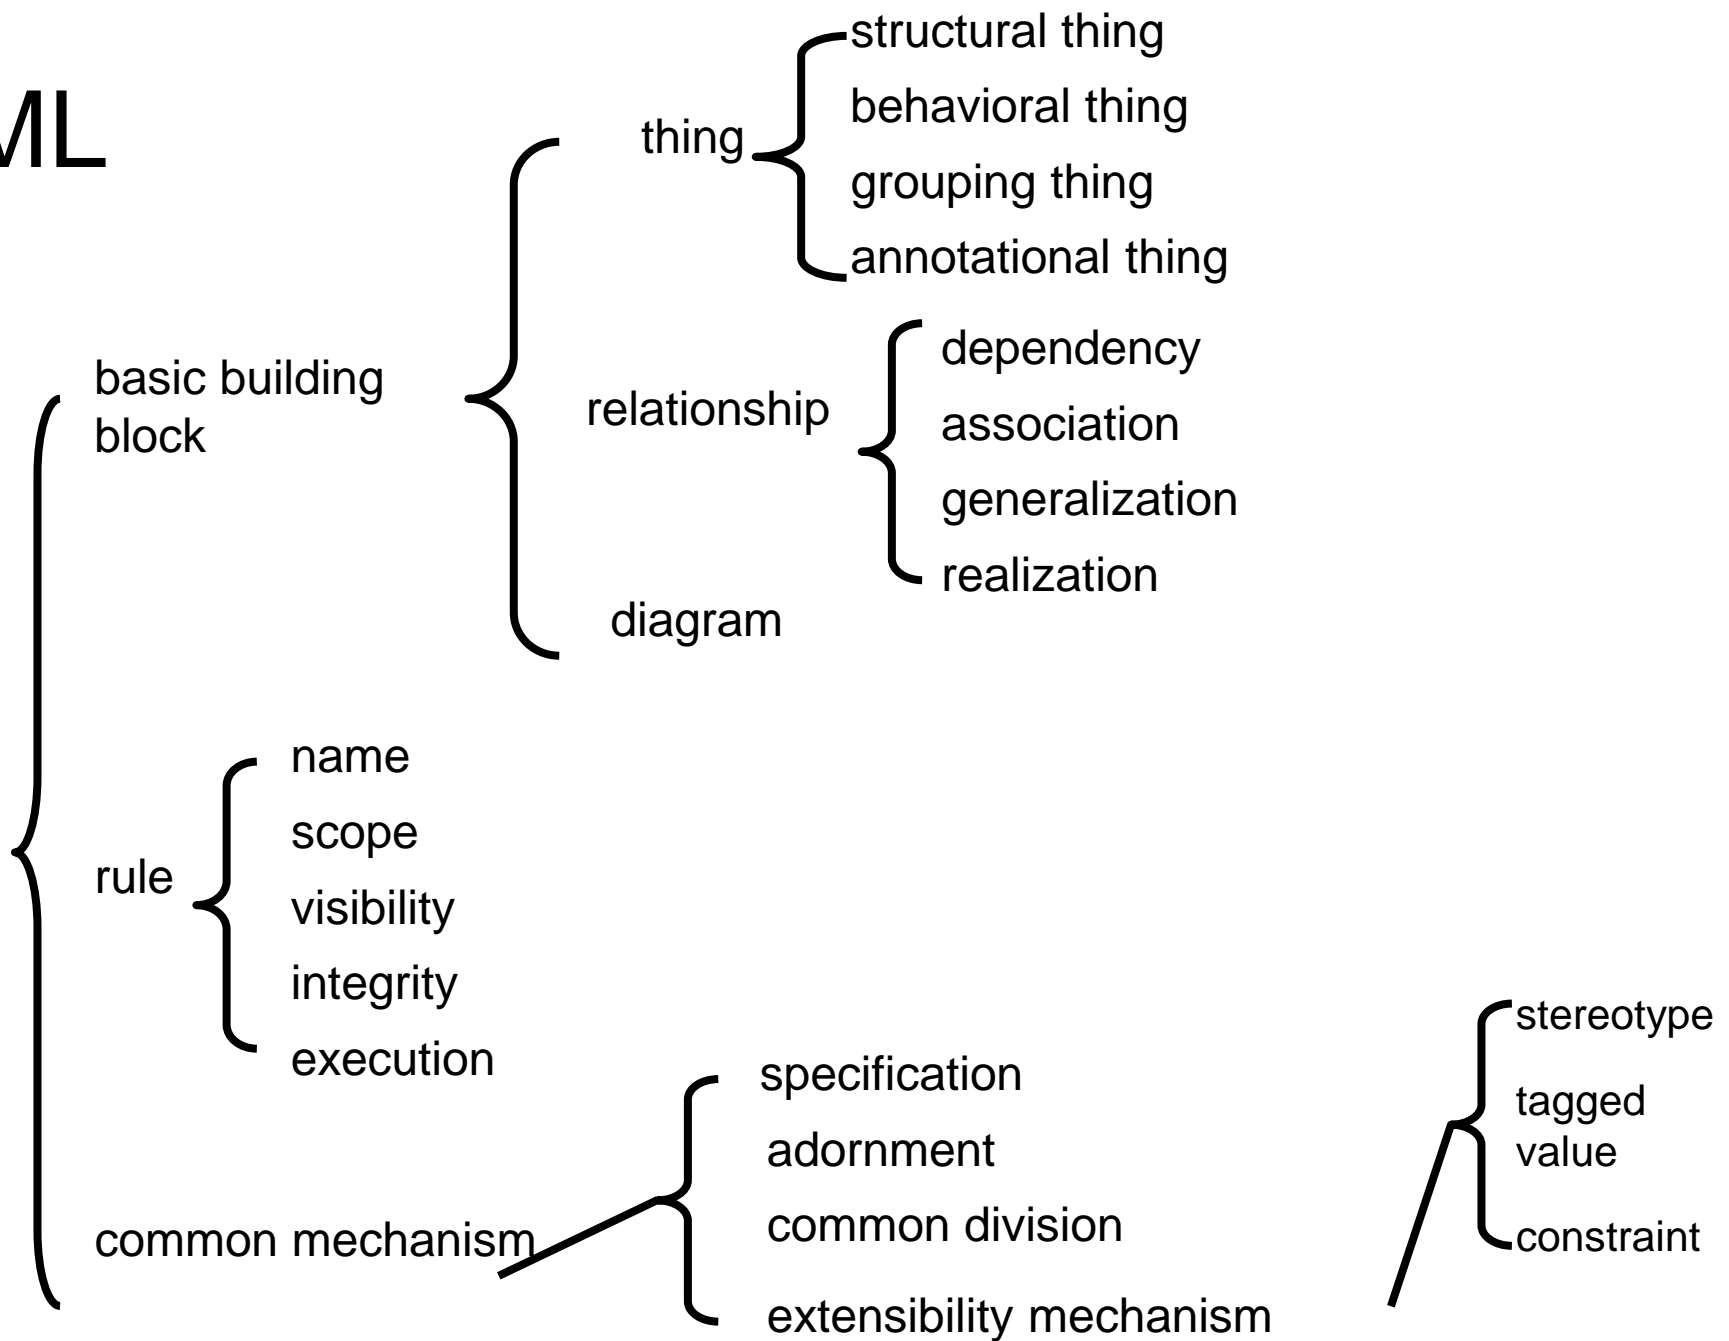 ML
structural thing
behavioral thing
thing
grouping thing
annotational thing
basic building
block
relationship
dependency
association
generalization
realization
diagram
rule
name
scope
visibility
integrity
execution
common mechanism
specification
adornment
common division
extensibility mechanism
stereotype
tagged
value
constraint